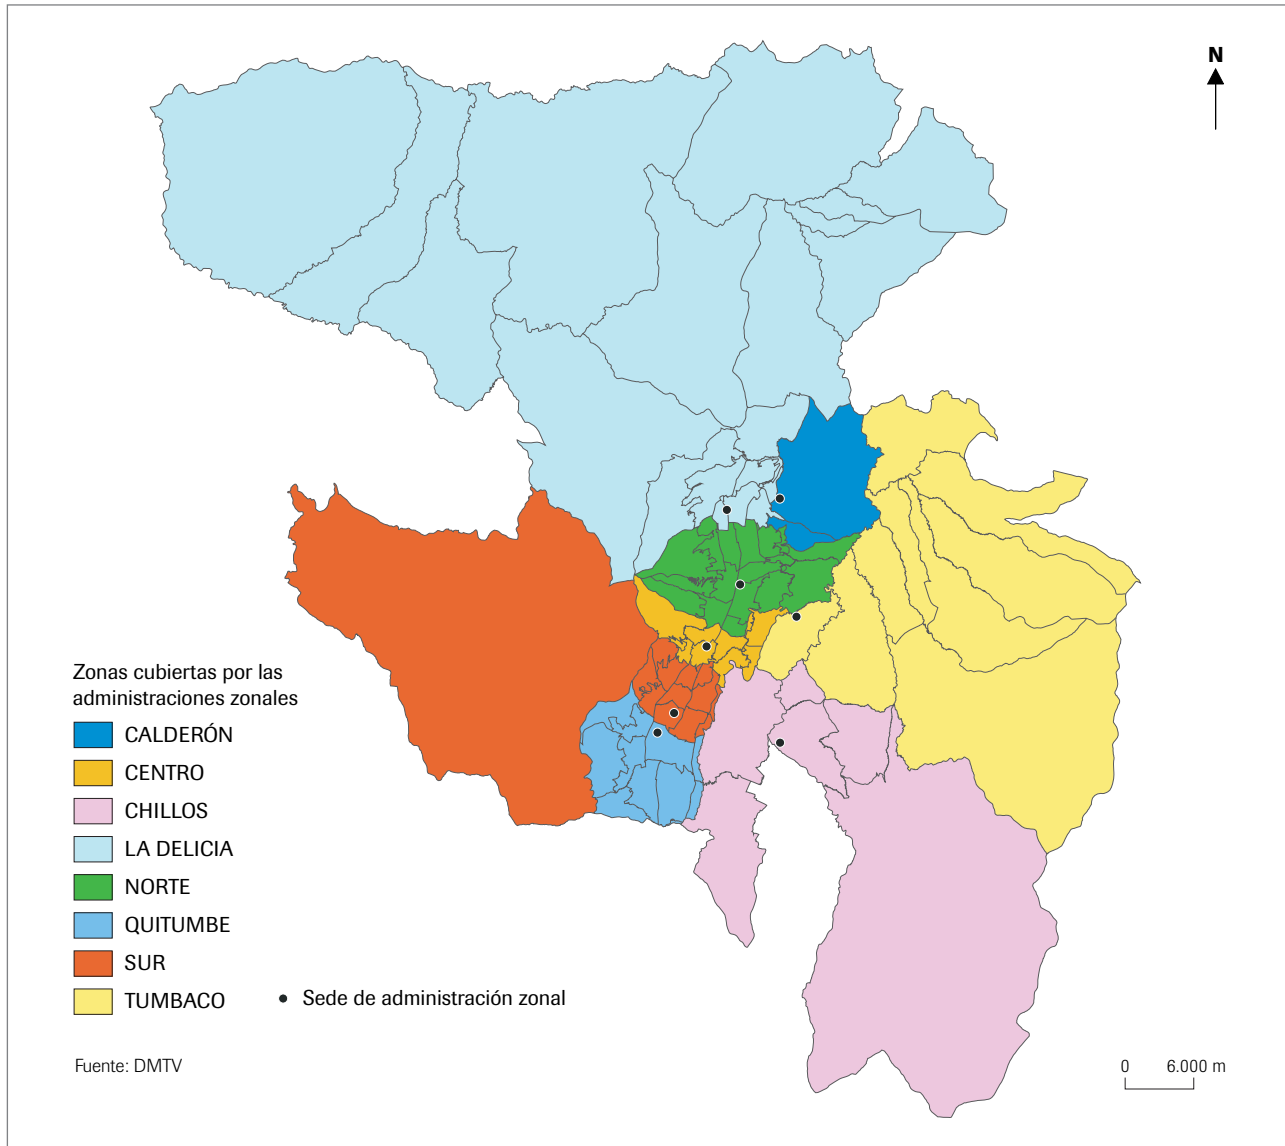 N
Zonas cubiertas por las
administraciones zonales
CALDERÓN
CENTRO
CHILLOS
LA DELICIA
NORTE
QUITUMBE
SUR
TUMBACO
Sede de administración zonal
Fuente: DMTV
0 6.000 m